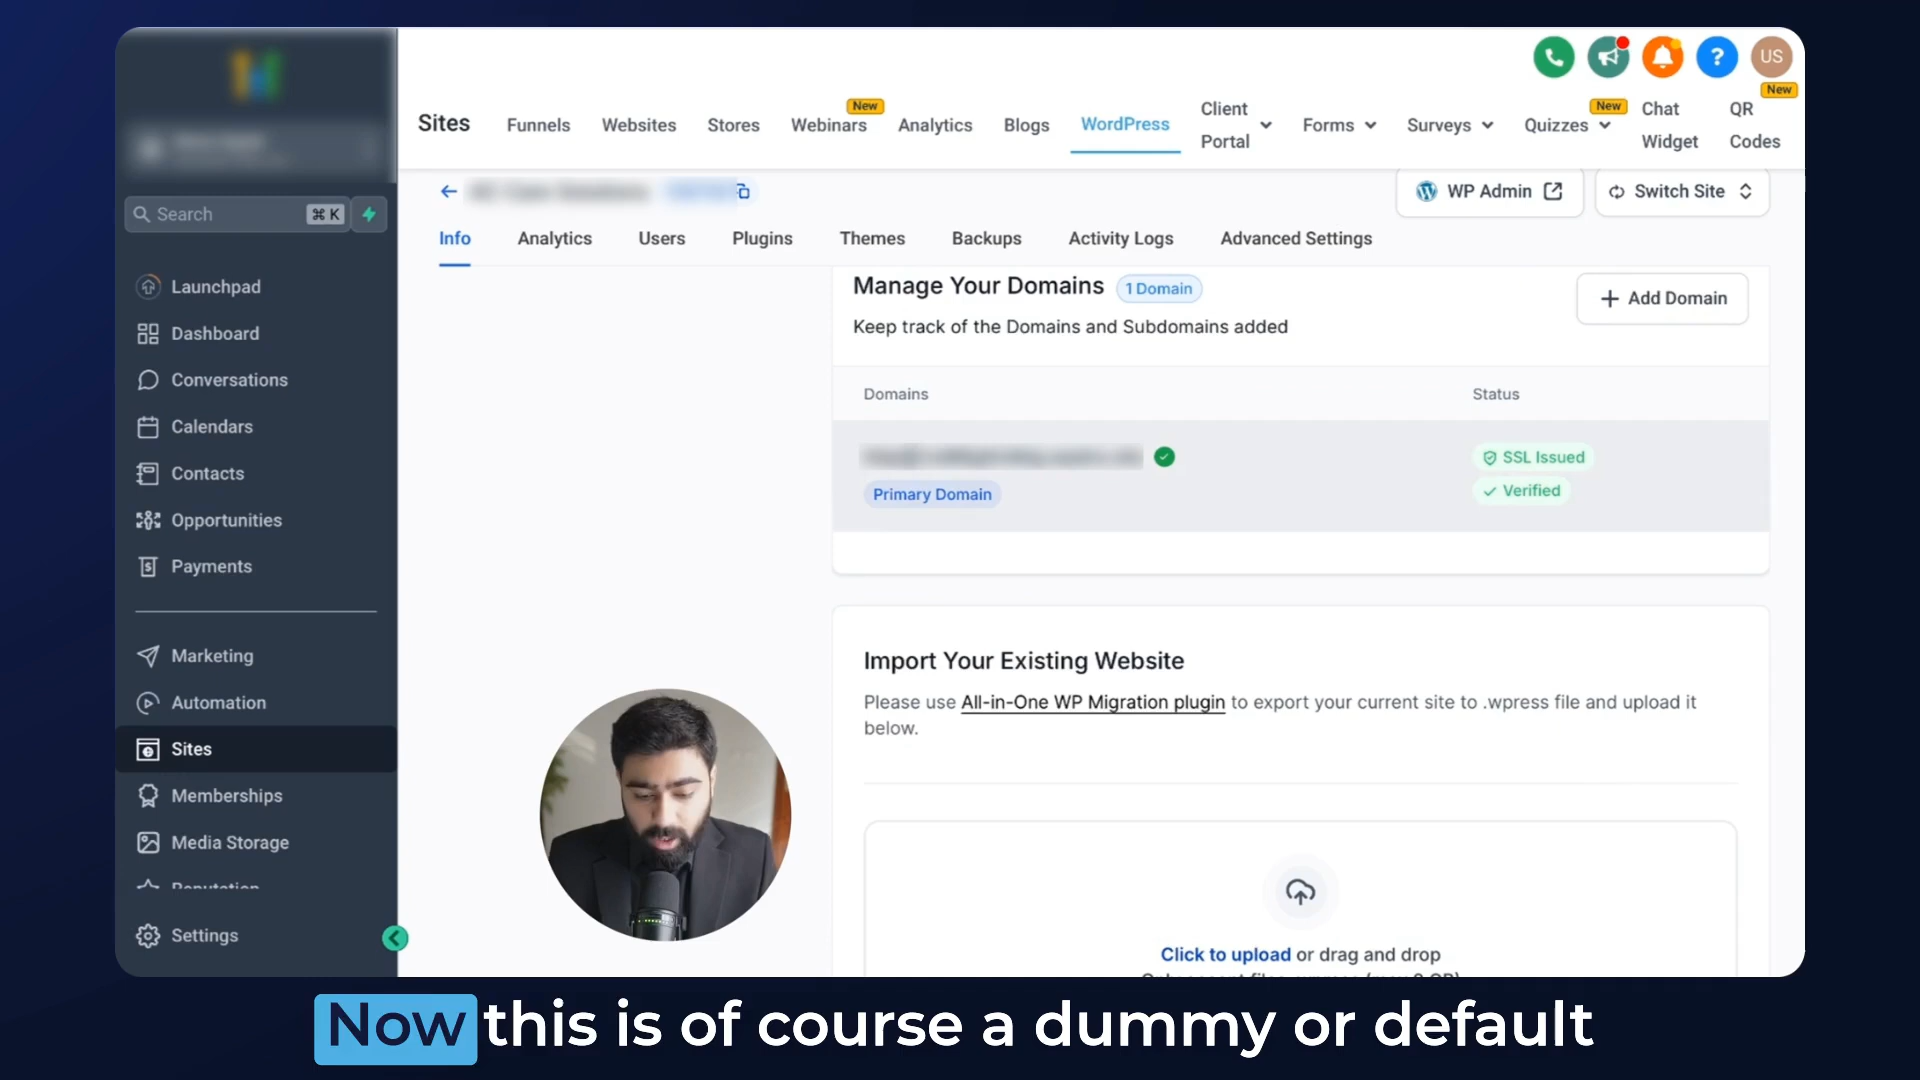 US
New
New
New
Sites
Funnels
Websites
Stores
Webinars
Analytics
Blogs
WordPress
Client
Portal
Forms
Surveys
Quizzes
Chat
Widget
QR
Codes
Search
⌘ K
Launchpad
Dashboard
Conversations
Calendars
Contacts
Opportunities
Payments
Marketing
Automation
Sites
Memberships
Media Storage
Settings
WP Admin
Switch Site
Info
Analytics
Users
Plugins
Themes
Backups
Activity Logs
Advanced Settings
Manage Your Domains
1 Domain
Add Domain
Keep track of the Domains and Subdomains added
Domains
Status
SSL Issued
Primary Domain
Verified
Import Your Existing Website
Please use All-in-One WP Migration plugin to export your current site to .wpress file and upload it
below.
Click to upload or drag and drop
Now this is of course a dummy or default